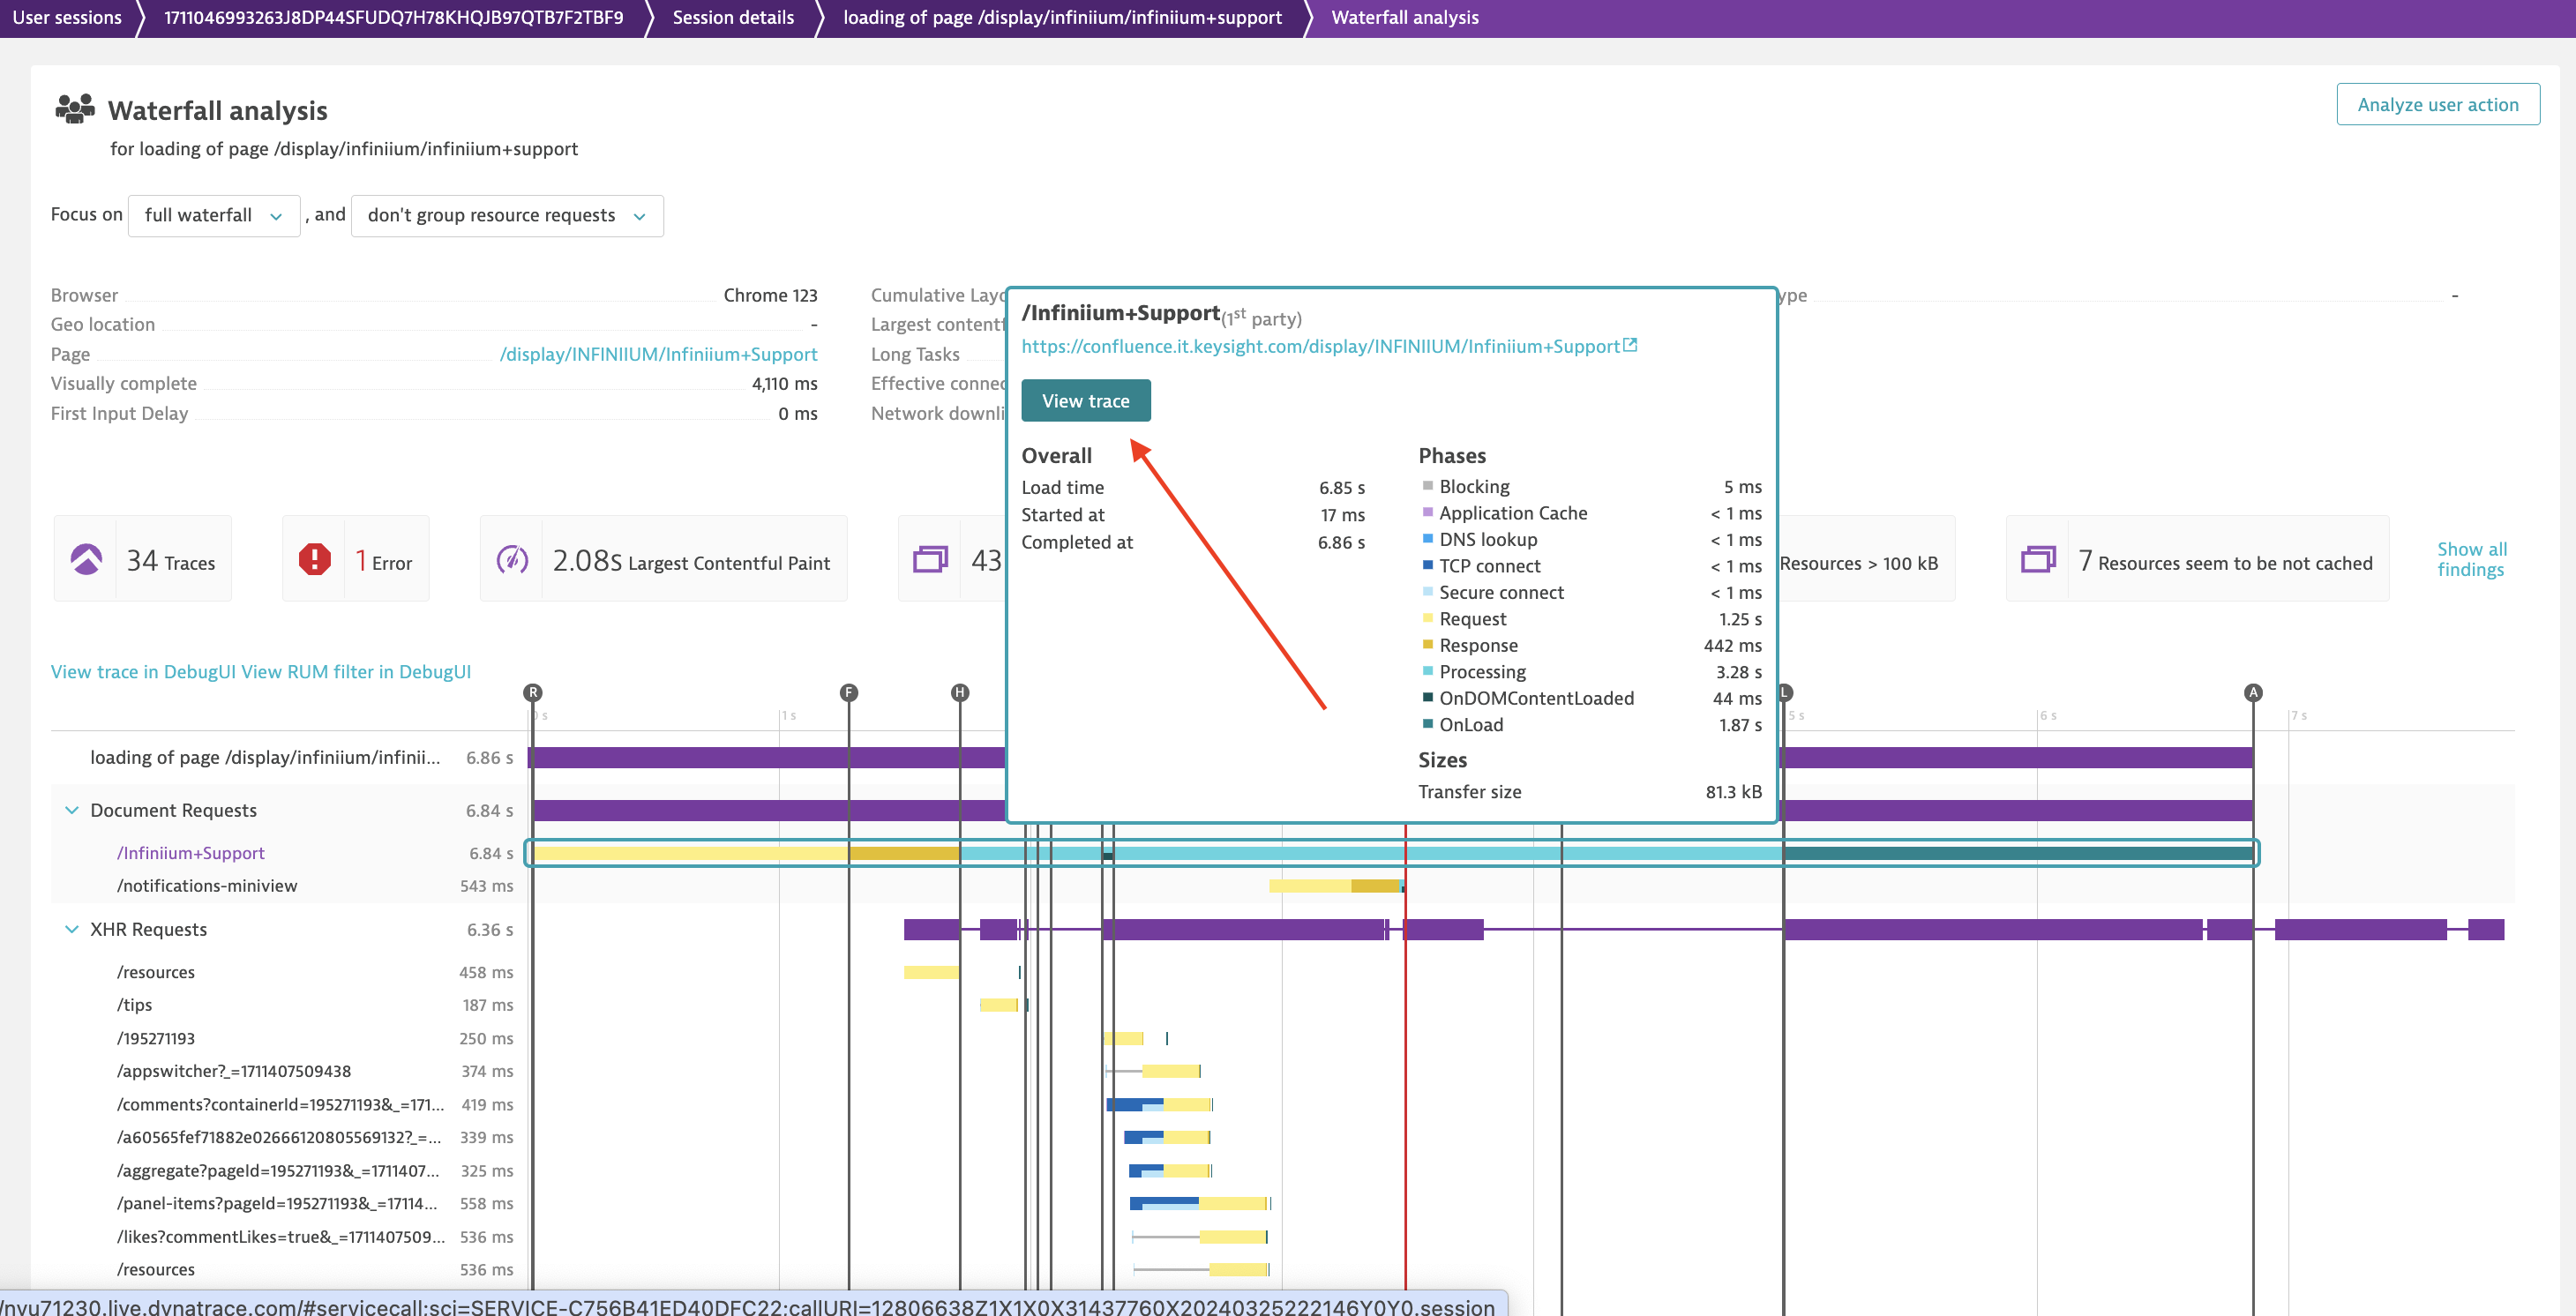 User sessions
1711046993263J8DP44SFUDQ7H78KHQJB97QTB7F2TBF9
Session details
loading of page /display/infiniium/infiniium+support
Waterfall analysis
Waterfall analysis
Analyze user action
for loading of page /display/infiniium/infiniium+support
Focus on full waterfall , and don't group resource requests
Browser Chrome 123
Geo location -
Page /display/INFINIIUM/Infiniium+Support
Visually complete 4,110 ms
First Input Delay 0 ms
Cumulative Layo
Largest contentf
Long Tasks
Effective connec
Network downli
ype -
/Infiniium+Support(1st party)
https://confluence.it.keysight.com/display/INFINIIUM/Infiniium+Support
View trace
Overall
Load time 6.85 s
Started at 17 ms
Completed at 6.86 s
Phases
Blocking 5 ms
Application Cache < 1 ms
DNS lookup < 1 ms
TCP connect < 1 ms
Secure connect < 1 ms
Request 1.25 s
Response 442 ms
Processing 3.28 s
OnDOMContentLoaded 44 ms
OnLoad 1.87 s
Sizes
Transfer size 81.3 kB
34 Traces
1 Error
2.08s Largest Contentful Paint
43
Resources > 100 kB
7 Resources seem to be not cached
Show all
findings
View trace in DebugUI View RUM filter in DebugUI
R F H L A
0 s 1 s 5 s 6 s 7 s
loading of page /display/infiniium/infinii... 6.86 s
Document Requests 6.84 s
/Infiniium+Support 6.84 s
/notifications-miniview 543 ms
XHR Requests 6.36 s
/resources 458 ms
/tips 187 ms
/195271193 250 ms
/appswitcher?_=1711407509438 374 ms
/comments?containerId=195271193&_=171... 419 ms
/a60565fef71882e02666120805569132?_=... 339 ms
/aggregate?pageId=195271193&_=1711407... 325 ms
/panel-items?pageId=195271193&_=17114... 558 ms
/likes?commentLikes=true&_=1711407509... 536 ms
/resources 536 ms
/nvu71230.live.dynatrace.com/#servicecall;sci=SERVICE-C756B41ED40DFC22;callURI=12806638Z1X1X0X31437760X20240325222146Y0Y0.session